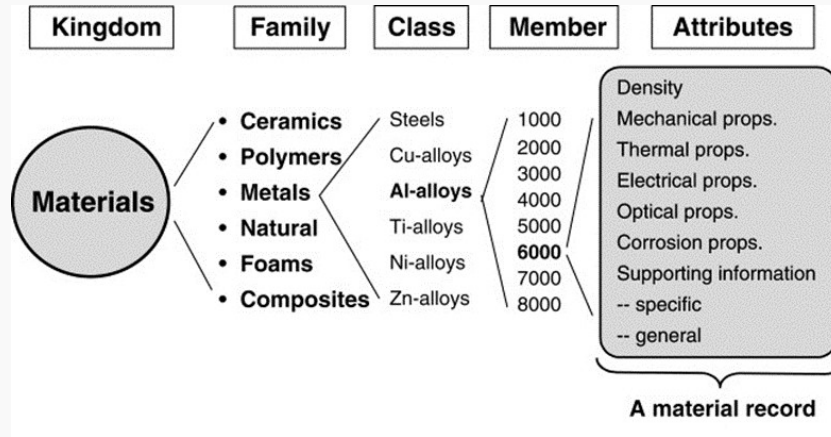 Kingdom
Family
Class
Member
Attributes
Materials
• Ceramics
• Polymers
• Metals
• Natural
• Foams
• Composites
Steels
Cu-alloys
Al-alloys
Ti-alloys
Ni-alloys
Zn-alloys
1000
2000
3000
4000
5000
6000
7000
8000
Density
Mechanical props.
Thermal props.
Electrical props.
Optical props.
Corrosion props.
Supporting information
-- specific
-- general
A material record